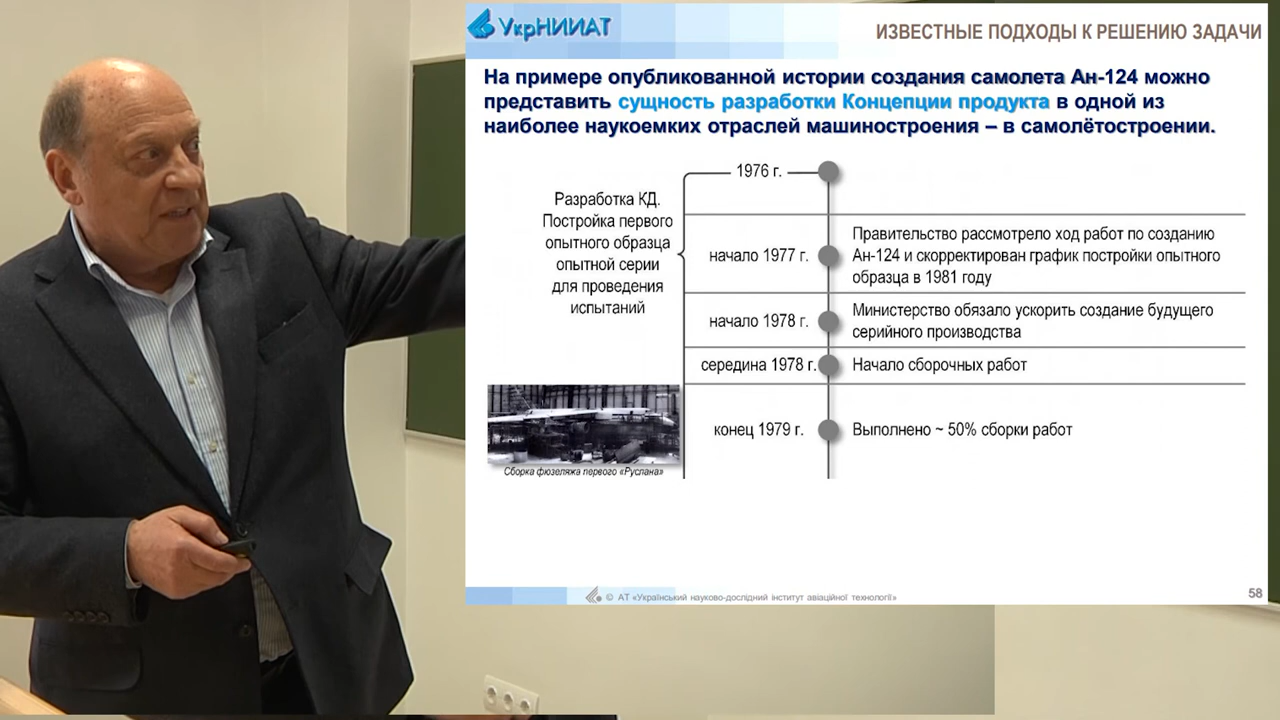 УкрНИИАТ
ИЗВЕСТНЫЕ ПОДХОДЫ К РЕШЕНИЮ ЗАДАЧИ
На примере опубликованной истории создания самолета Ан-124 можно
представить сущность разработки Концепции продукта в одной из
наиболее наукоемких отраслей машиностроения – в самолётостроении.
Разработка КД.
Постройка первого
опытного образца
опытной серии
для проведения
испытаний
1976 г.
начало 1977 г.
Правительство рассмотрело ход работ по созданию
Ан-124 и скорректирован график постройки опытного
образца в 1981 году
начало 1978 г.
Министерство обязало ускорить создание будущего
серийного производства
середина 1978 г.
Начало сборочных работ
конец 1979 г.
Выполнено ~ 50% сборки работ
Сборка фюзеляжа первого «Руслана»
© АТ «Український науково-дослідний інститут авіаційної технології»
58